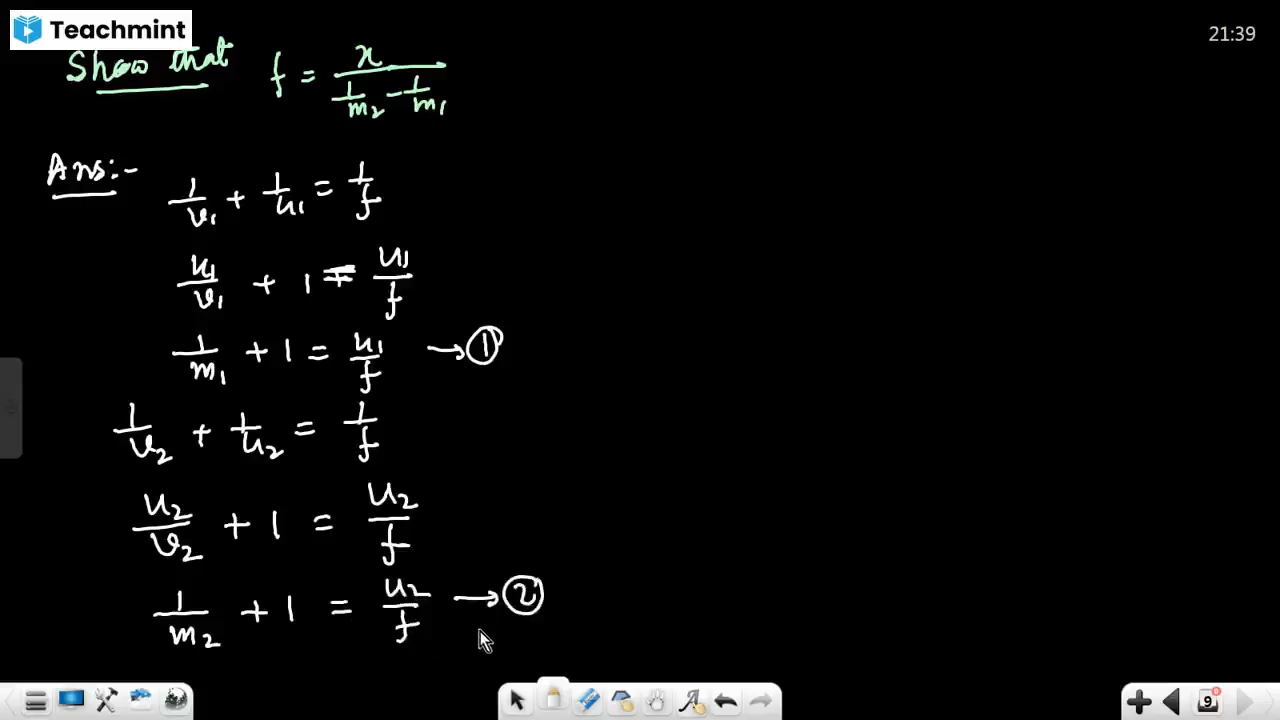 Teachmint
21:39
Show that f = x / (1/m₂ - 1/m₁)
Ans:-
1/v₁ + 1/u₁ = 1/f
u₁/v₁ + 1 = u₁/f
1/m₁ + 1 = u₁/f → ①
1/v₂ + 1/u₂ = 1/f
u₂/v₂ + 1 = u₂/f
1/m₂ + 1 = u₂/f → ②
9